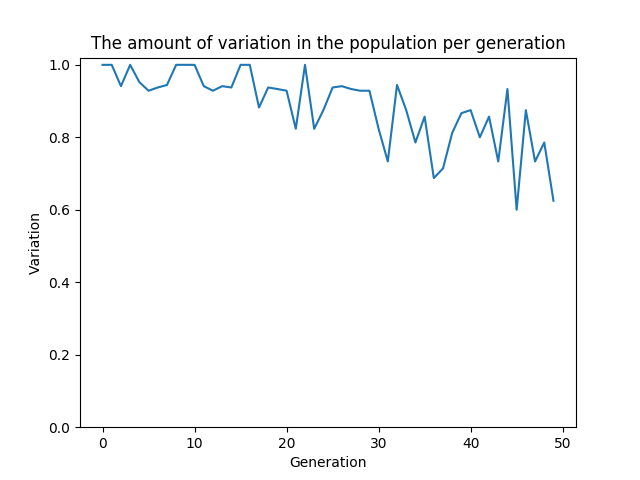 The amount of variation in the population per generation
1.0
0.8
0.6
0.4
0.2
0.0
Variation
0 10 20 30 40 50
Generation